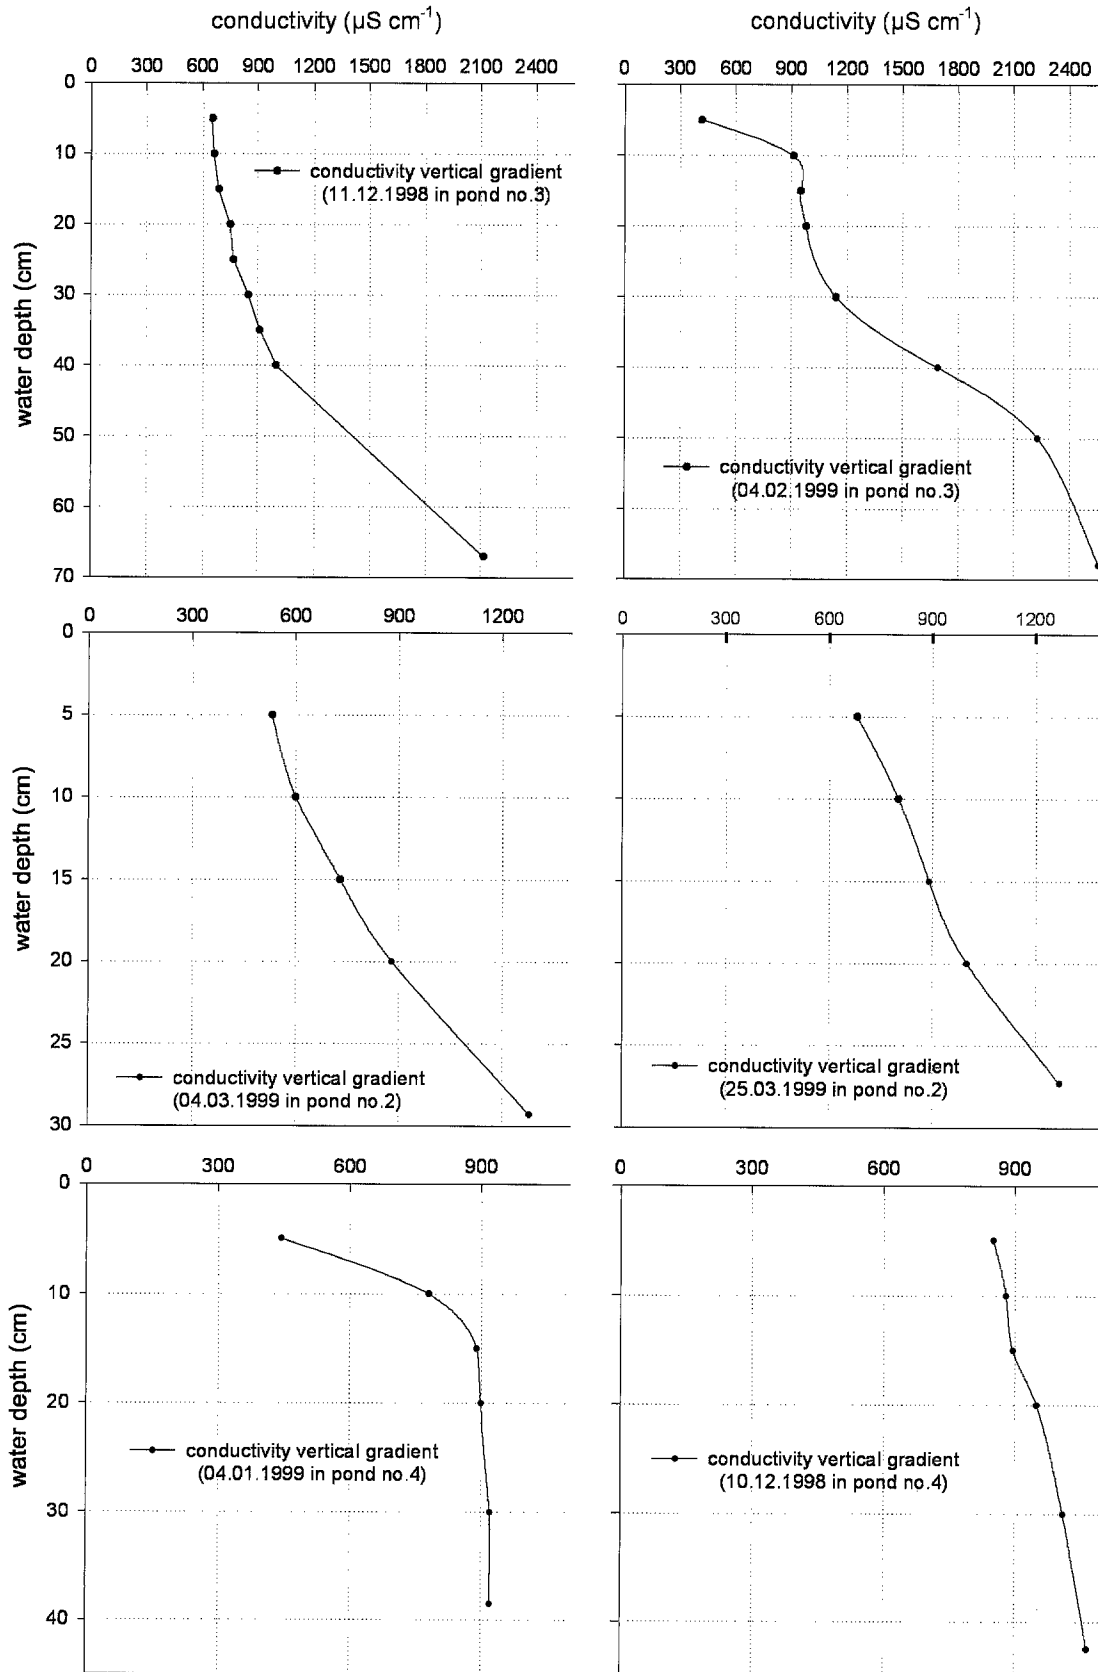 conductivity (µS cm⁻¹) conductivity (µS cm⁻¹)
0 300 600 900 1200 1500 1800 2100 2400
0 300 600 900 1200 1500 1800 2100 2400
0
10
20
30
40
50
60
70
water depth (cm)
conductivity vertical gradient
(11.12.1998 in pond no.3)
conductivity vertical gradient
(04.02.1999 in pond no.3)
0 300 600 900 1200
0 300 600 900 1200
0
5
10
15
20
25
30
water depth (cm)
conductivity vertical gradient
(04.03.1999 in pond no.2)
conductivity vertical gradient
(25.03.1999 in pond no.2)
0 300 600 900
0 300 600 900
0
10
20
30
40
water depth (cm)
conductivity vertical gradient
(04.01.1999 in pond no.4)
conductivity vertical gradient
(10.12.1998 in pond no.4)